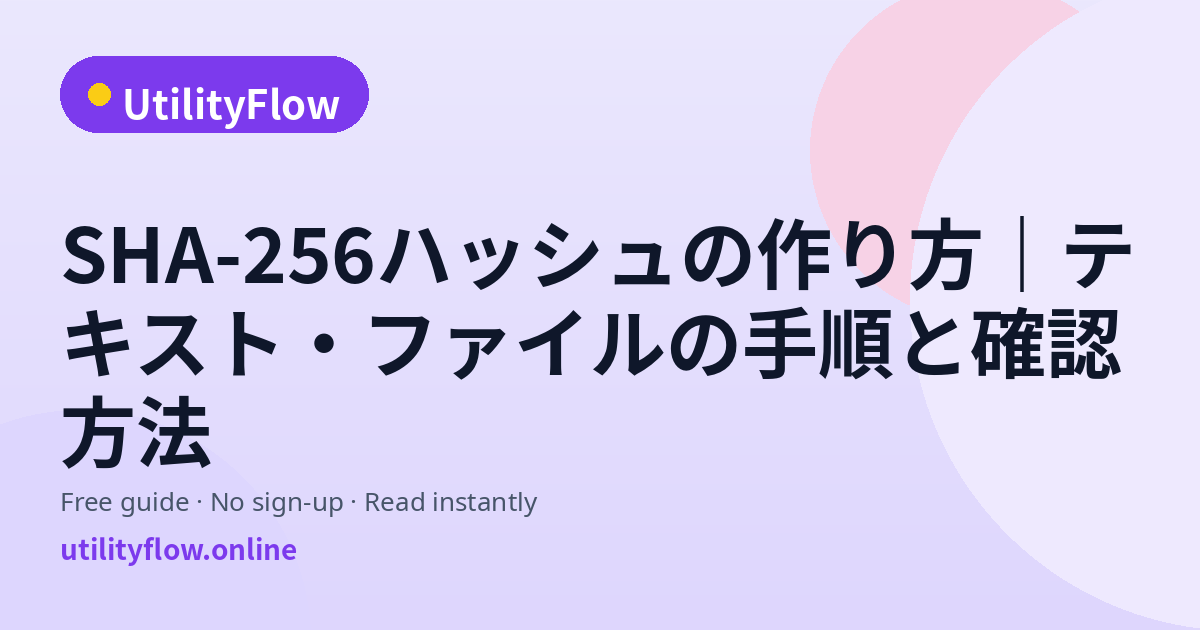 UtilityFlow
SHA-256ハッシュの作り方｜テ
キスト・ファイルの手順と確認
方法
Free guide · No sign-up · Read instantly
utilityflow.online